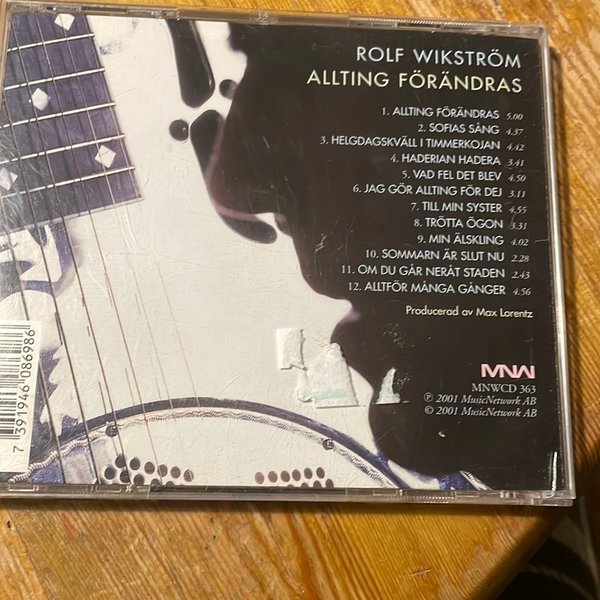 ROLF WIKSTRÖM
ALLTING FÖRÄNDRAS
1. ALLTING FÖRÄNDRAS 5.00
2. SOFIAS SÅNG 4.37
3. HELGDAGSKVÄLL I TIMMERKOJAN 4.42
4. HADERIAN HADERA 3.41
5. VAD FEL DET BLEV 4.50
6. JAG GÖR ALLTING FÖR DEJ 3.11
7. TILL MIN SYSTER 4.55
8. TRÖTTA ÖGON 3.31
9. MIN ÄLSKLING 4.02
10. SOMMARN ÄR SLUT NU 2.28
11. OM DU GÅR NERÅT STADEN 2.43
12. ALLTFÖR MÅNGA GÅNGER 4.56
Producerad av Max Lorentz
MNW
MNWCD 363
℗ 2001 MusicNetwork AB
© 2001 MusicNetwork AB
7 391946 086986